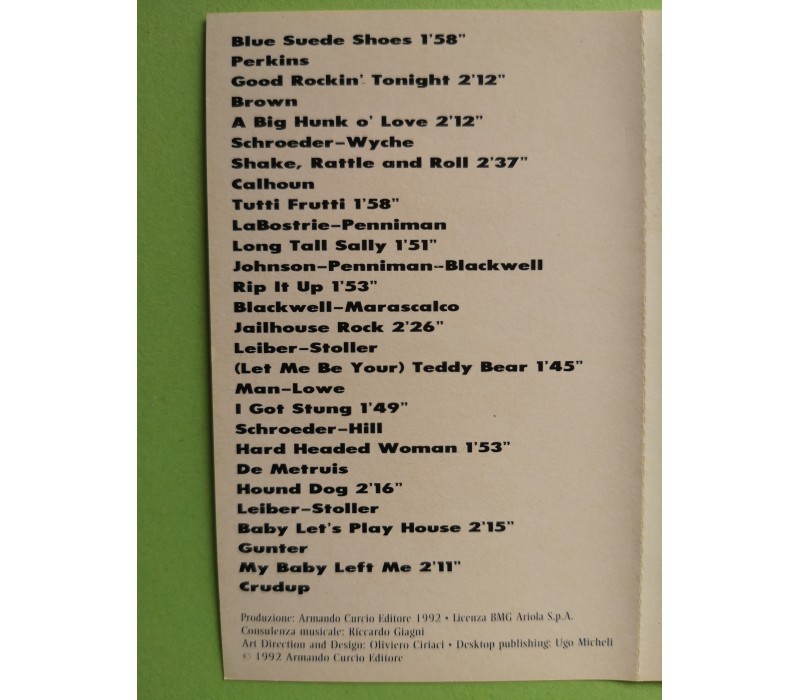 Blue Suede Shoes 1'58"
Perkins
Good Rockin' Tonight 2'12"
Brown
A Big Hunk o' Love 2'12"
Schroeder-Wyche
Shake, Rattle and Roll 2'37"
Calhoun
Tutti Frutti 1'58"
LaBostrie-Penniman
Long Tall Sally 1'51"
Johnson-Penniman-Blackwell
Rip It Up 1'53"
Blackwell-Marascalco
Jailhouse Rock 2'26"
Leiber-Stoller
(Let Me Be Your) Teddy Bear 1'45"
Man-Lowe
I Got Stung 1'49"
Schroeder-Hill
Hard Headed Woman 1'53"
De Metruis
Hound Dog 2'16"
Leiber-Stoller
Baby Let's Play House 2'15"
Gunter
My Baby Left Me 2'11"
Crudup
Produzione: Armando Curcio Editore 1992 • Licenza BMG Ariola S.p.A.
Consulenza musicale: Riccardo Giagni
Art Direction and Design: Oliviero Ciriaci • Desktop publishing: Ugo Micheli
© 1992 Armando Curcio Editore